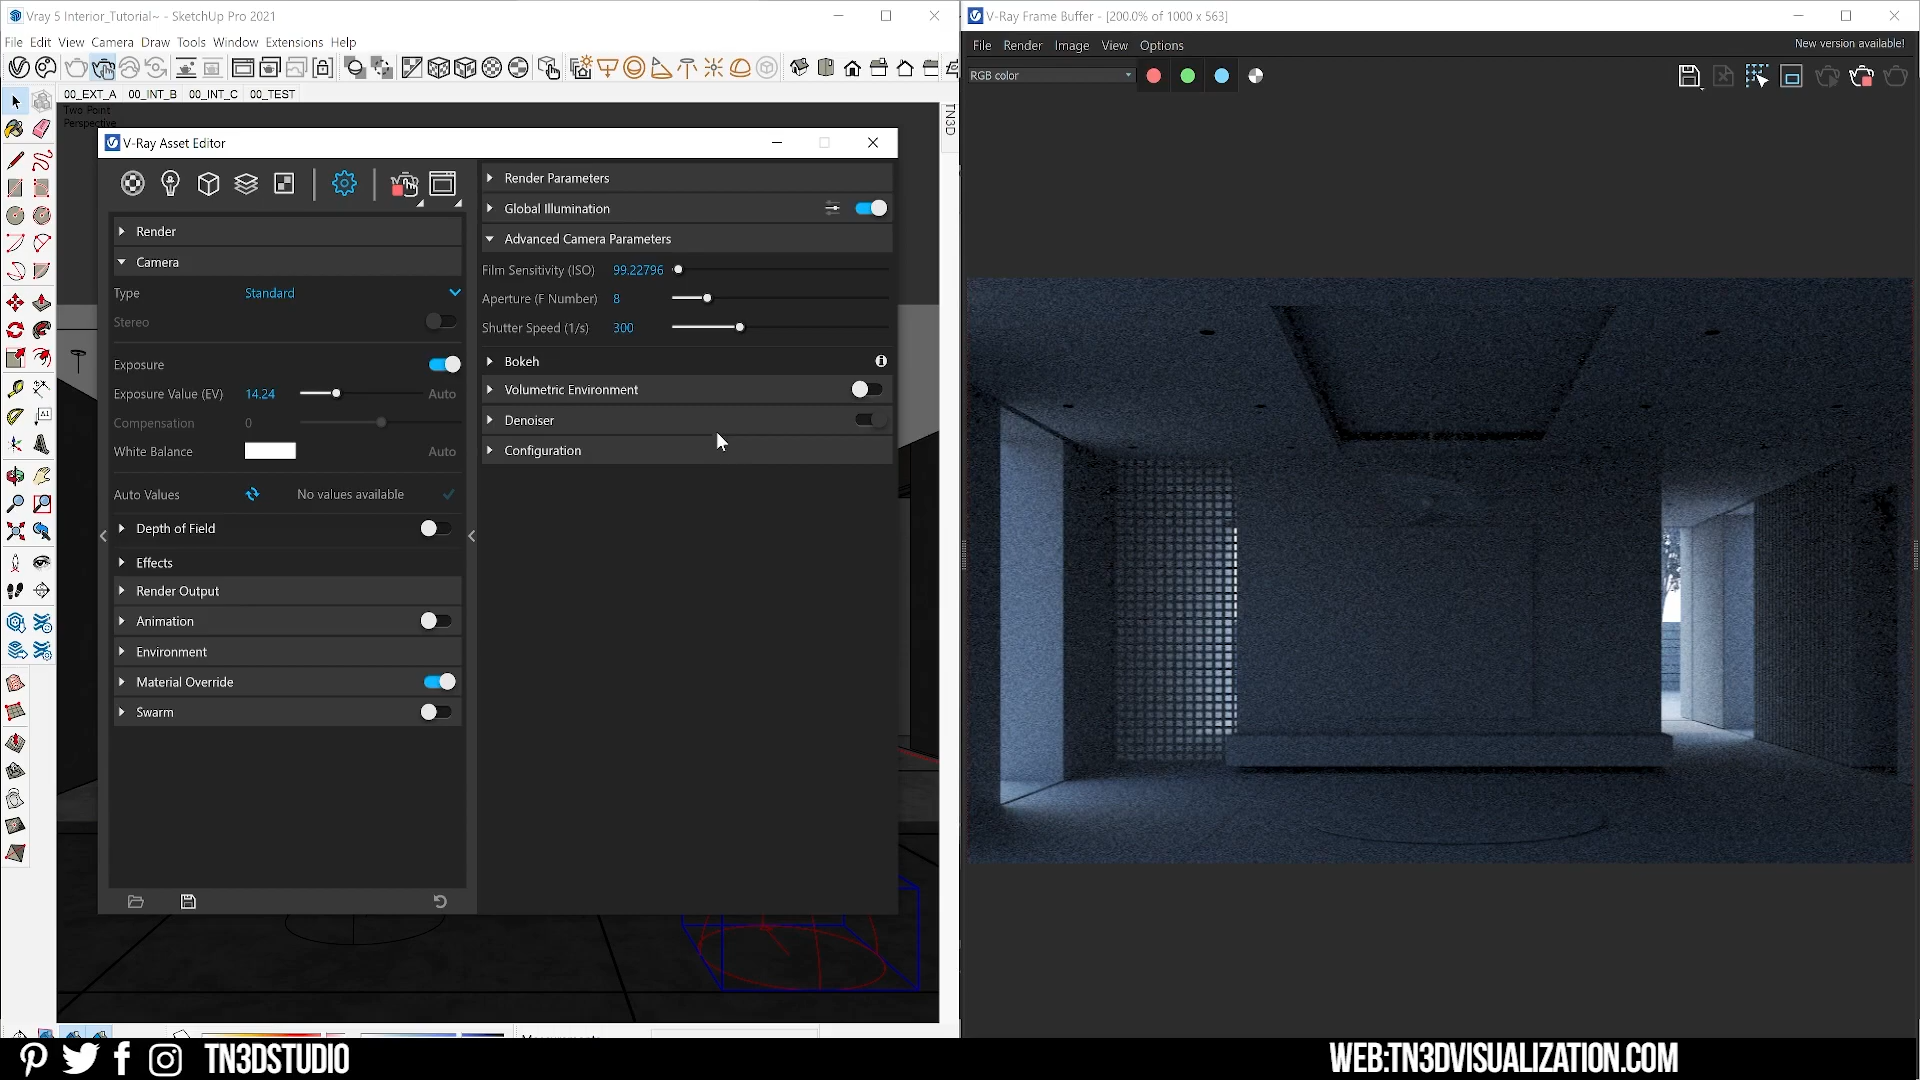 Vray 5 Interior_Tutorial~ - SketchUp Pro 2021
File Edit View Camera Draw Tools Window Extensions Help
00_EXT_A 00_INT_B 00_INT_C 00_TEST
Two Point
Perspective
TN3D
V-Ray Asset Editor
Render
Camera
Type Standard
Stereo
Exposure
Exposure Value (EV) 14.24 Auto
Compensation 0
White Balance Auto
Auto Values No values available
Depth of Field
Effects
Render Output
Animation
Environment
Material Override
Swarm
Render Parameters
Global Illumination
Advanced Camera Parameters
Film Sensitivity (ISO) 99.22796
Aperture (F Number) 8
Shutter Speed (1/s) 300
Bokeh
Volumetric Environment
Denoiser
Configuration
V-Ray Frame Buffer - [200.0% of 1000 x 563]
File Render Image View Options
New version available!
RGB color
TN3DSTUDIO
WEB:TN3DVISUALIZATION.COM